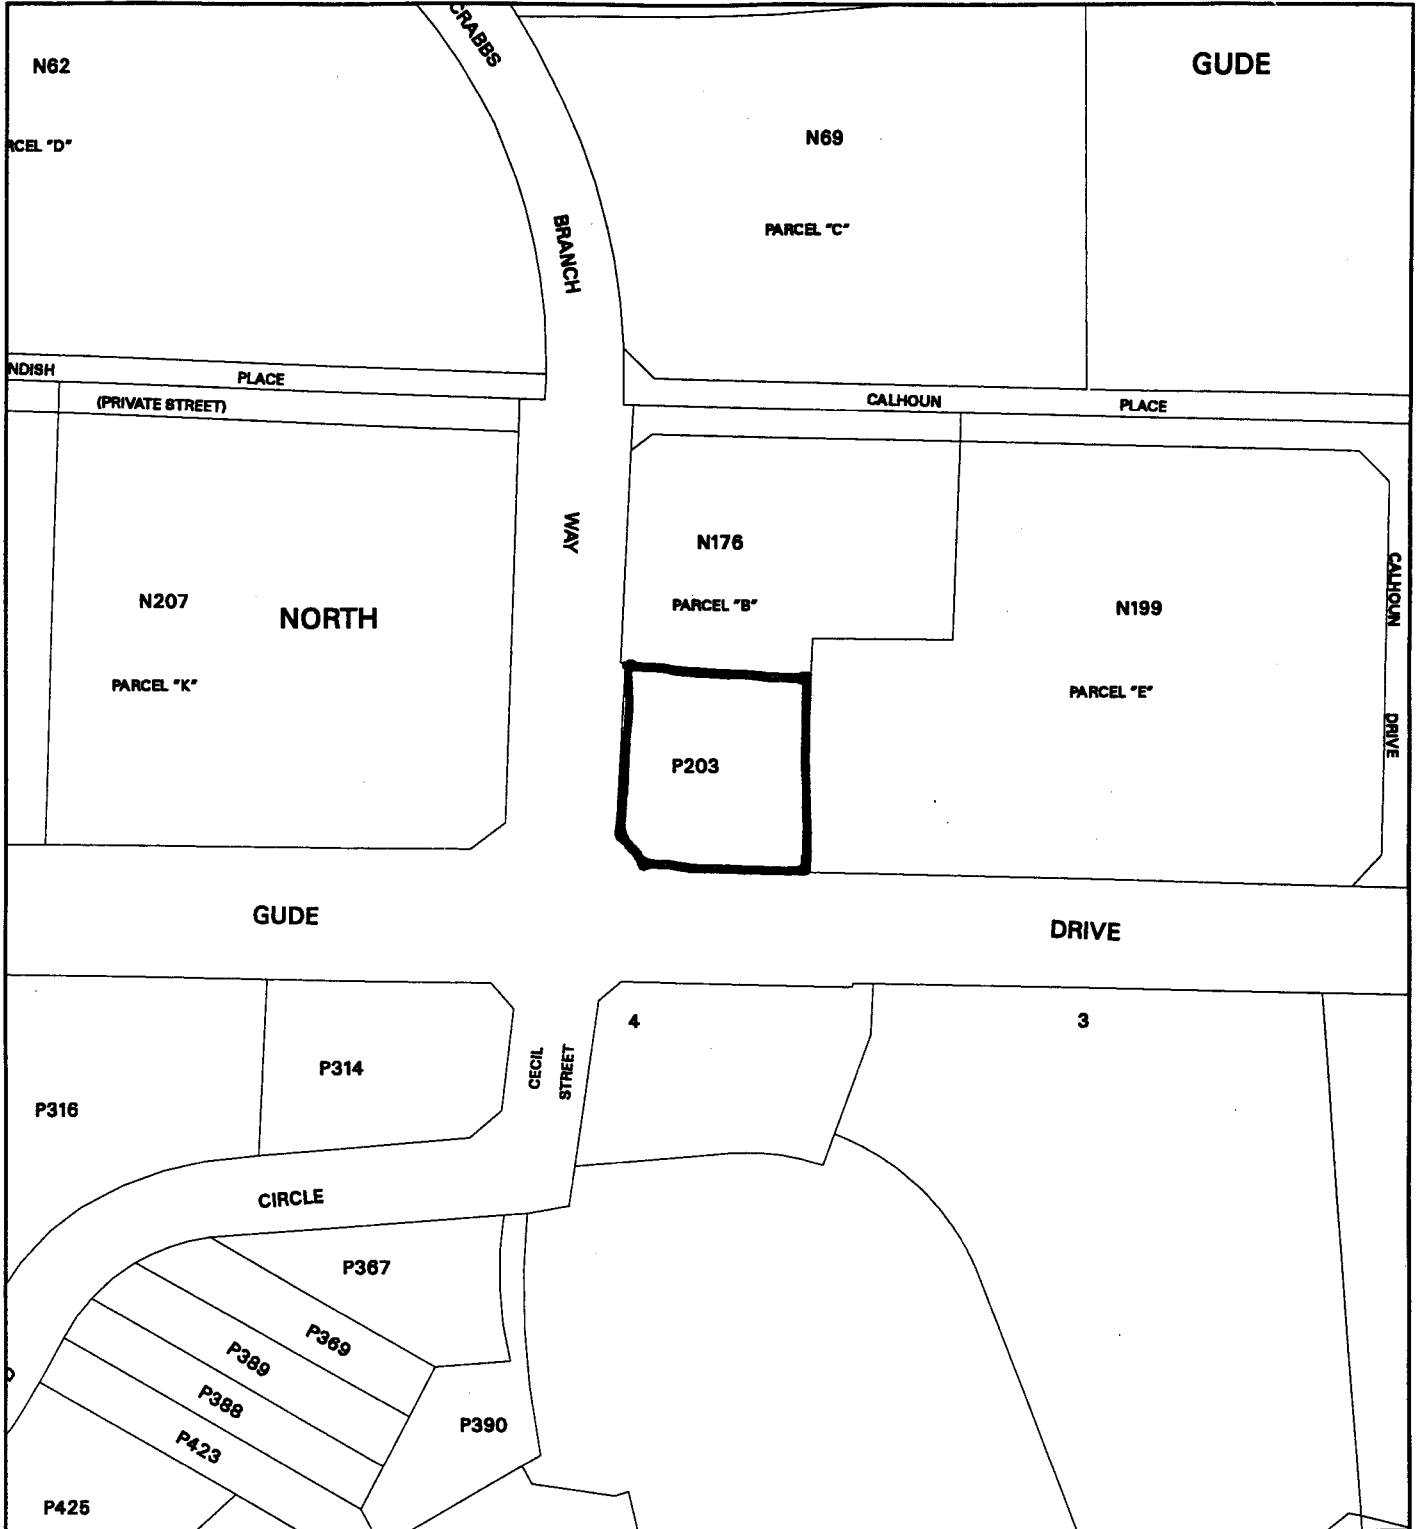 CRABBS
N62
GUDE
N69
RCEL "D"
PARCEL "C"
BRANCH
NDISH
PLACE
(PRIVATE STREET)
CALHOUN
PLACE
WAY
N176
CALHOUN
N207
NORTH
PARCEL "B"
N199
PARCEL "K"
PARCEL "E"
DRIVE
P203
GUDE
DRIVE
4
3
CECIL
STREET
P314
P316
CIRCLE
P367
P369
P389
P388
P390
P423
P425